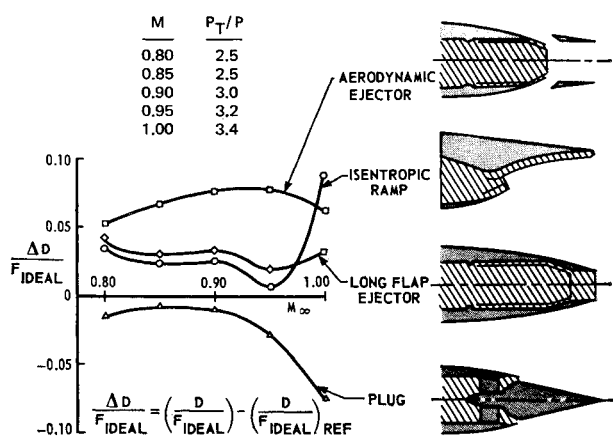 M P_T/P
0.80 2.5
0.85 2.5
0.90 3.0
0.95 3.2
1.00 3.4
AERODYNAMIC
EJECTOR
ISENTROPIC
RAMP
LONG FLAP
EJECTOR
PLUG
0.10
0.05
0
-0.05
-0.10
ΔD
F_IDEAL
0.80 0.90 1.00
M_∞
ΔD/F_IDEAL = (D/F_IDEAL) - (D/F_IDEAL)_REF